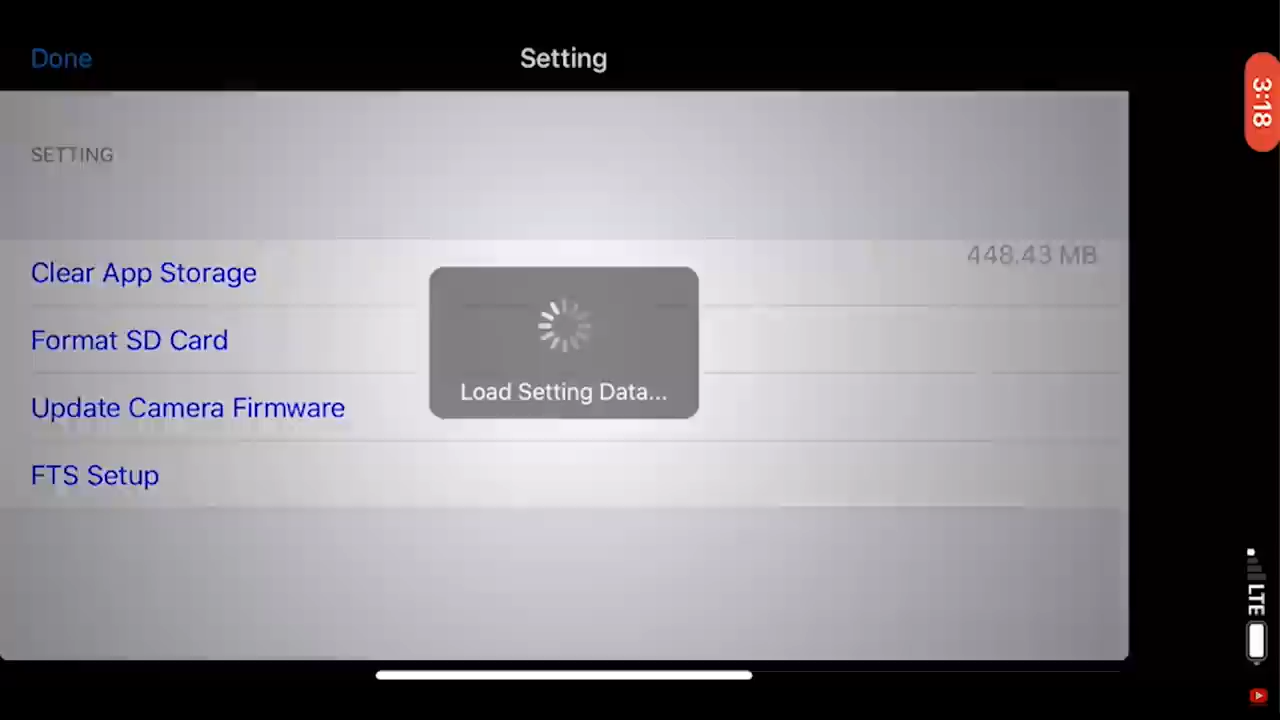 Done
Setting
3:18
SETTING
Clear App Storage
448.43 MB
Format SD Card
Load Setting Data...
Update Camera Firmware
FTS Setup
LTE